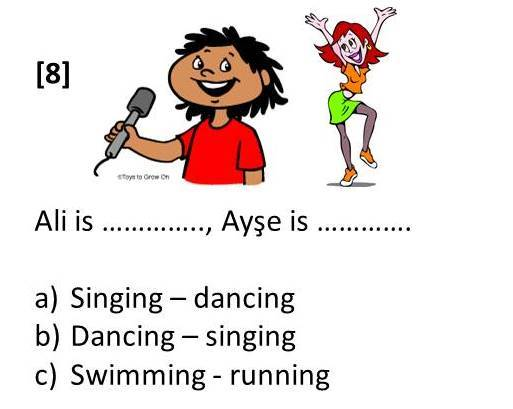 [8]
©Toys to Grow On
Ali is ………….., Ayşe is ………….
a) Singing – dancing
b) Dancing – singing
c) Swimming - running